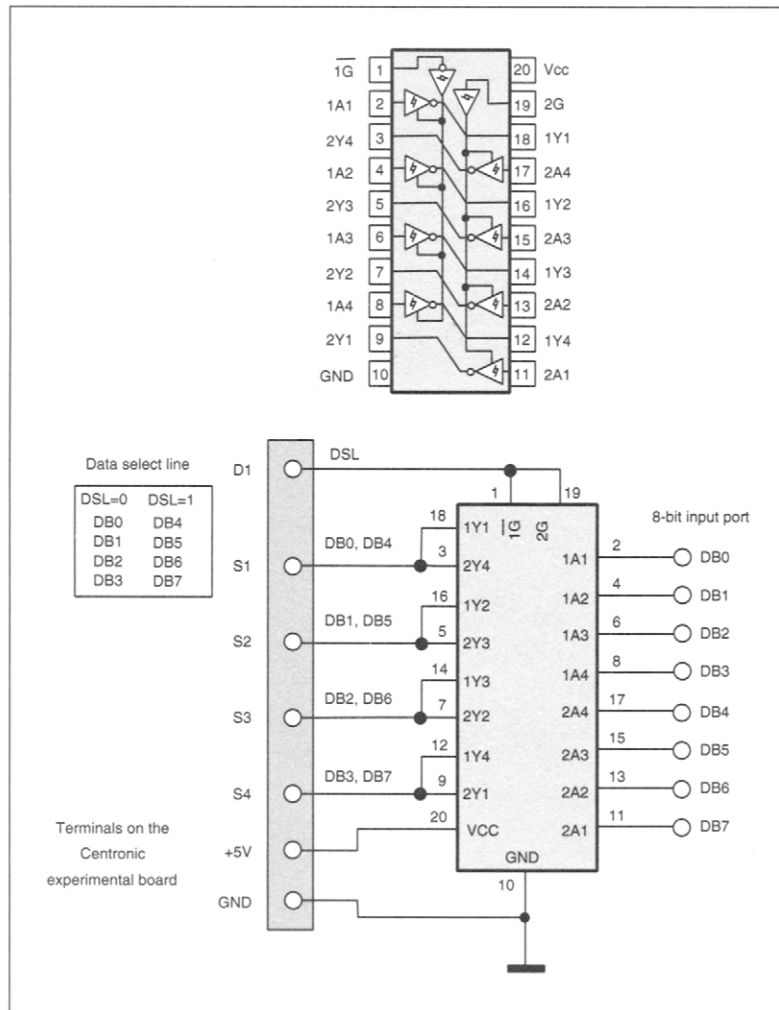 1G 1 20 Vcc
1A1 2 19 2G
2Y4 3 18 1Y1
1A2 4 17 2A4
2Y3 5 16 1Y2
1A3 6 15 2A3
2Y2 7 14 1Y3
1A4 8 13 2A2
2Y1 9 12 1Y4
GND 10 11 2A1
Data select line
DSL=0 DSL=1
DB0 DB4
DB1 DB5
DB2 DB6
DB3 DB7
D1 DSL
1 19
1G 2G
8-bit input port
18 1Y1
S1 DB0, DB4 3 2Y4
16 1Y2
S2 DB1, DB5 5 2Y3
14 1Y3
S3 DB2, DB6 7 2Y2
12 1Y4
S4 DB3, DB7 9 2Y1
+5V 20 VCC
GND
GND 10
1A1 2 DB0
1A2 4 DB1
1A3 6 DB2
1A4 8 DB3
2A4 17 DB4
2A3 15 DB5
2A2 13 DB6
2A1 11 DB7
Terminals on the
Centronic
experimental board